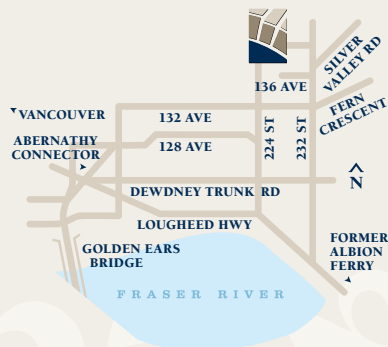 SILVER
VALLEY RD
136 AVE
FERN
CRESCENT
VANCOUVER
132 AVE
ABERNATHY
CONNECTOR
128 AVE
224 ST
232 ST
N
DEWDNEY TRUNK RD
LOUGHEED HWY
GOLDEN EARS
BRIDGE
FORMER
ALBION
FERRY
FRASER RIVER